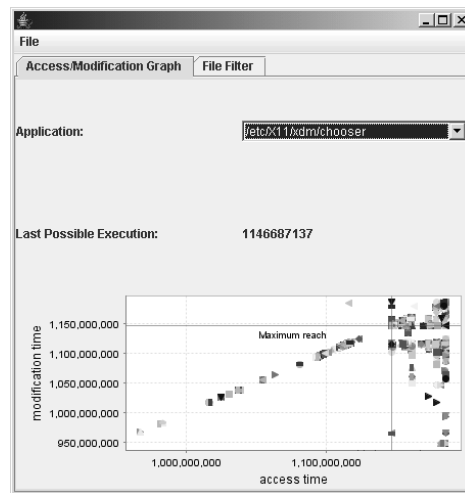 File
Access/Modification Graph File Filter
Application: /etc/X11/xdm/chooser
Last Possible Execution: 1146687137
Maximum reach
modification time
1,150,000,000
1,100,000,000
1,050,000,000
1,000,000,000
950,000,000
1,000,000,000 1,100,000,000
access time